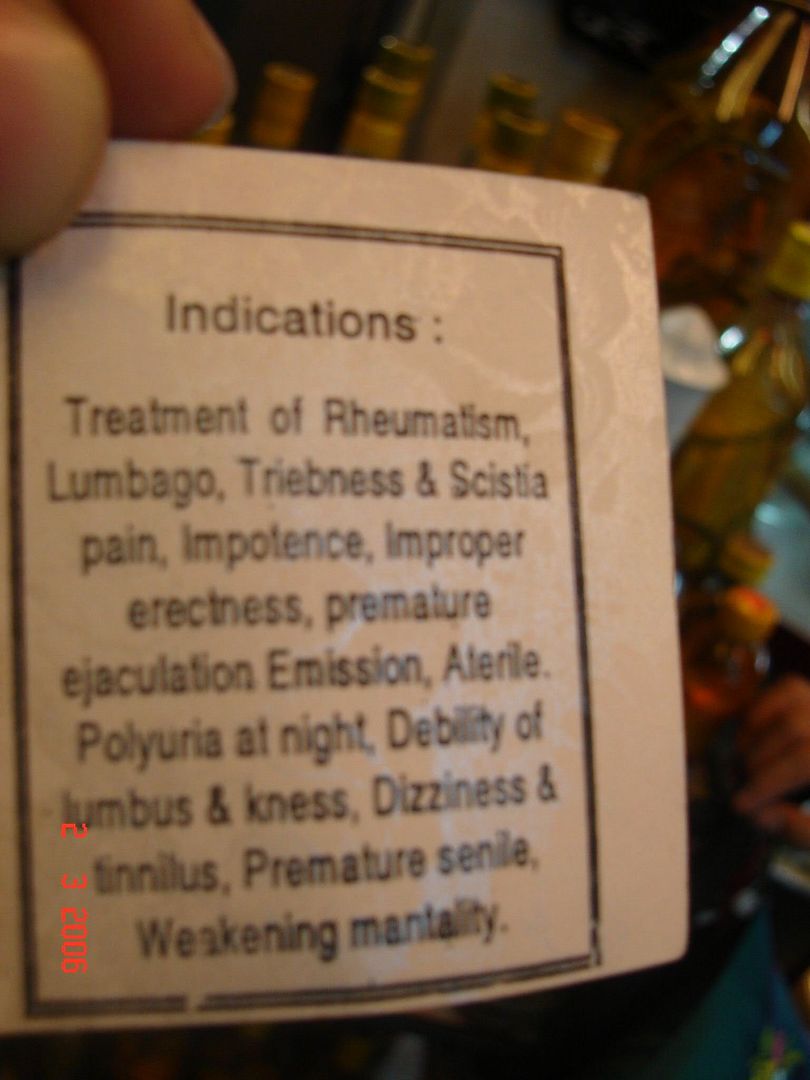 Indications :
Treatment of Rheumatism,
Lumbago, Triebness & Scistia
pain, Impotence, Improper
erectness, premature
ejaculation Emission, Aterile.
Polyuria at night, Debility of
lumbus & kness, Dizziness &
tinnilus, Premature senile,
Weakening mantality.
2 3 2006